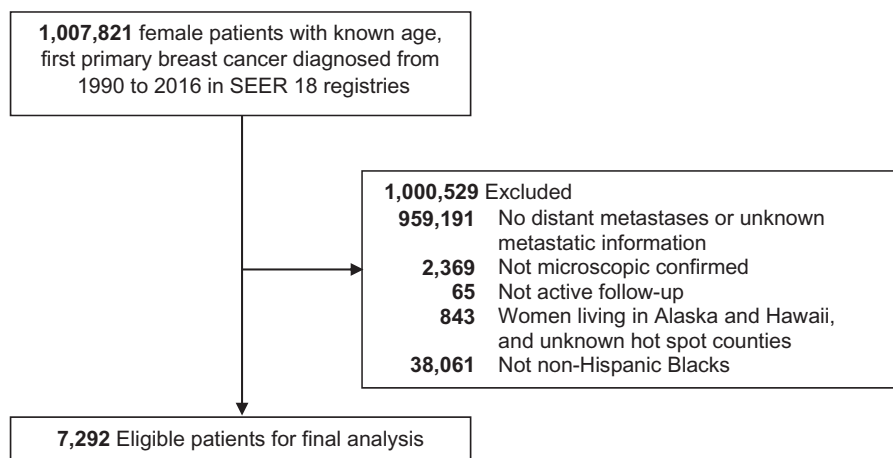 1,007,821 female patients with known age,
first primary breast cancer diagnosed from
1990 to 2016 in SEER 18 registries
1,000,529 Excluded
959,191 No distant metastases or unknown
metastatic information
2,369 Not microscopic confirmed
65 Not active follow-up
843 Women living in Alaska and Hawaii,
and unknown hot spot counties
38,061 Not non-Hispanic Blacks
7,292 Eligible patients for final analysis